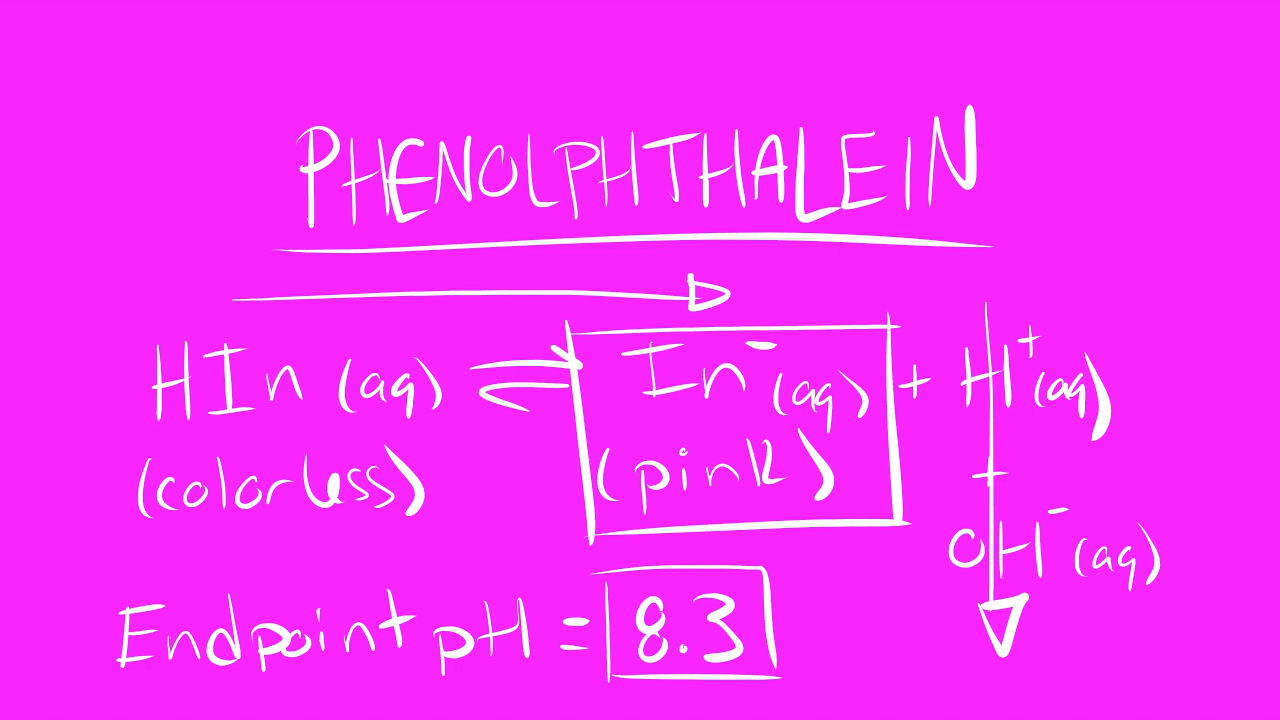 PHENOLPHTHALEIN
HIn (aq) ⇌ In⁻ (aq) + H⁺ (aq)
(colorless) (pink) +
OH⁻ (aq)
Endpoint pH = 8.3